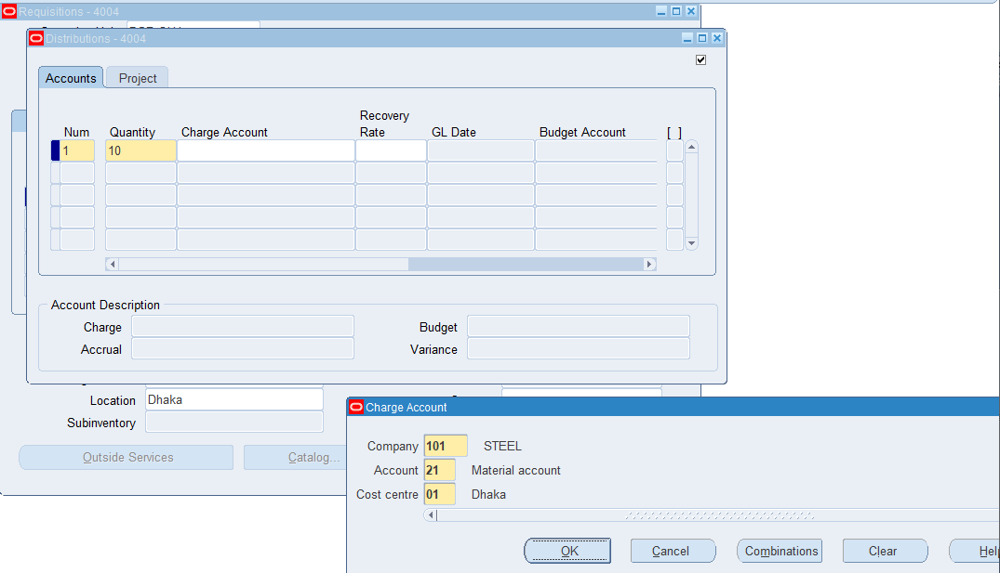 Requisitions - 4004
Distributions - 4004
Accounts Project
Recovery
Num Quantity Charge Account Rate GL Date Budget Account [ ]
1 10
Account Description
Charge Budget
Accrual Variance
Location Dhaka
Subinventory
Outside Services Catalog...
Charge Account
Company 101 STEEL
Account 21 Material account
Cost centre 01 Dhaka
OK Cancel Combinations Clear Help